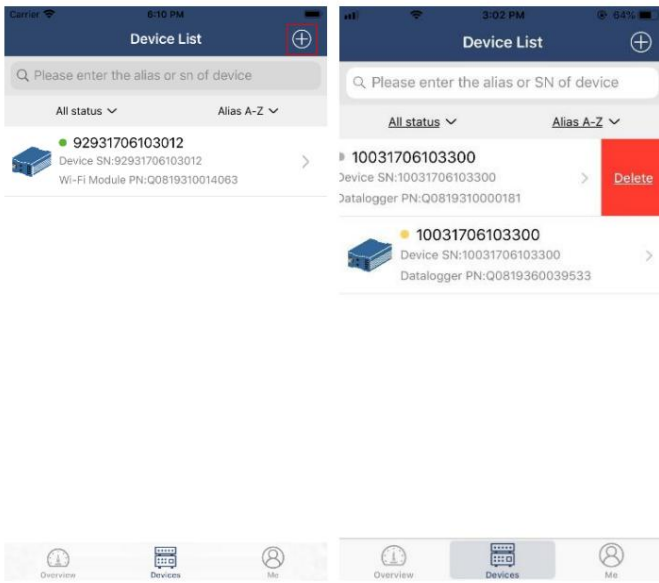 Carrier 6:10 PM
Device List
Please enter the alias or sn of device
All status Alias A-Z
92931706103012
Device SN:92931706103012
Wi-Fi Module PN:Q0819310014063
Overview Devices Me
3:02 PM 64%
Device List
Please enter the alias or SN of device
All status Alias A-Z
10031706103300
Device SN:10031706103300
Datalogger PN:Q0819310000181
Delete
10031706103300
Device SN:10031706103300
Datalogger PN:Q0819360039533
Overview Devices Me